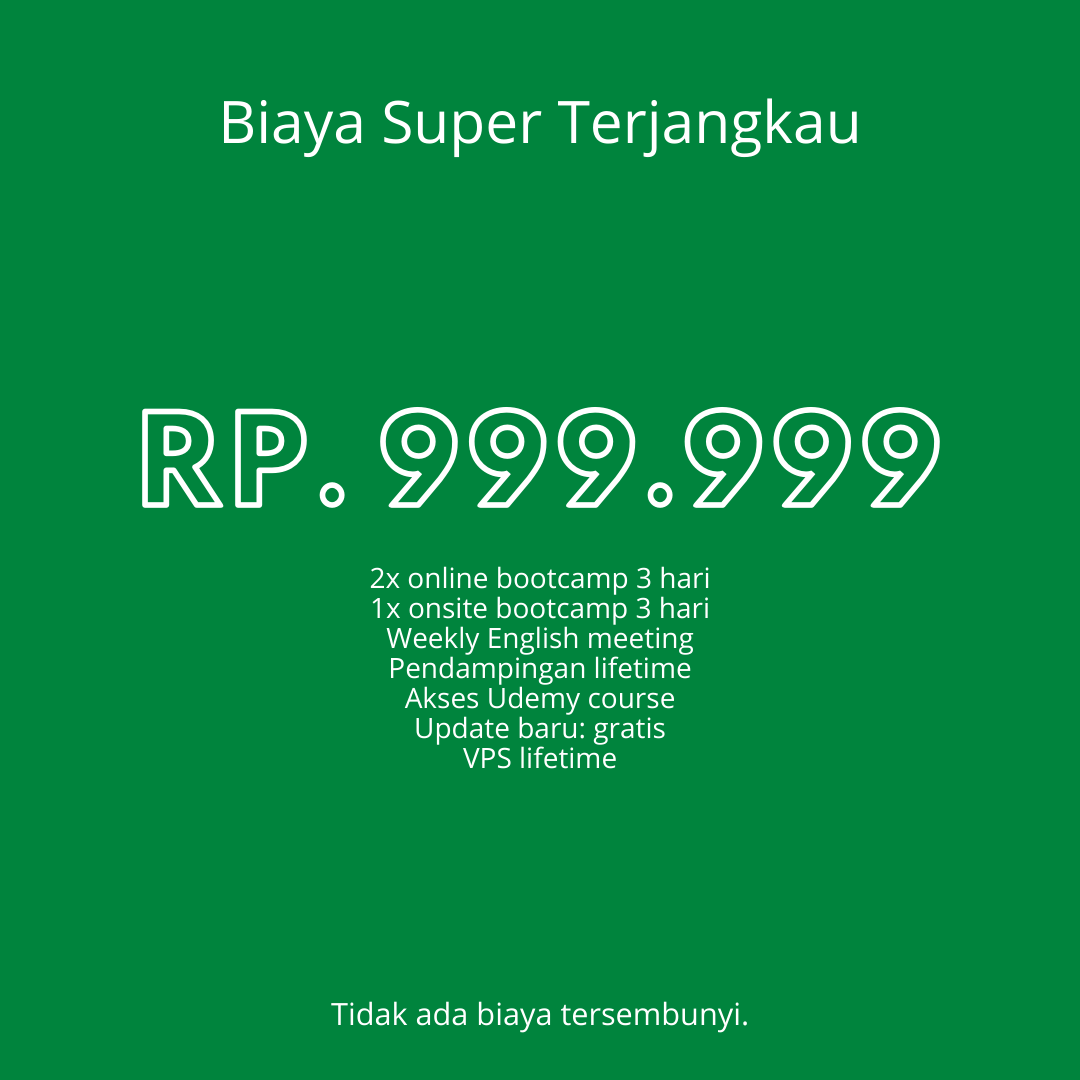 Biaya Super Terjangkau
RP. 999.999
2x online bootcamp 3 hari
1x onsite bootcamp 3 hari
Weekly English meeting
Pendampingan lifetime
Akses Udemy course
Update baru: gratis
VPS lifetime
Tidak ada biaya tersembunyi.